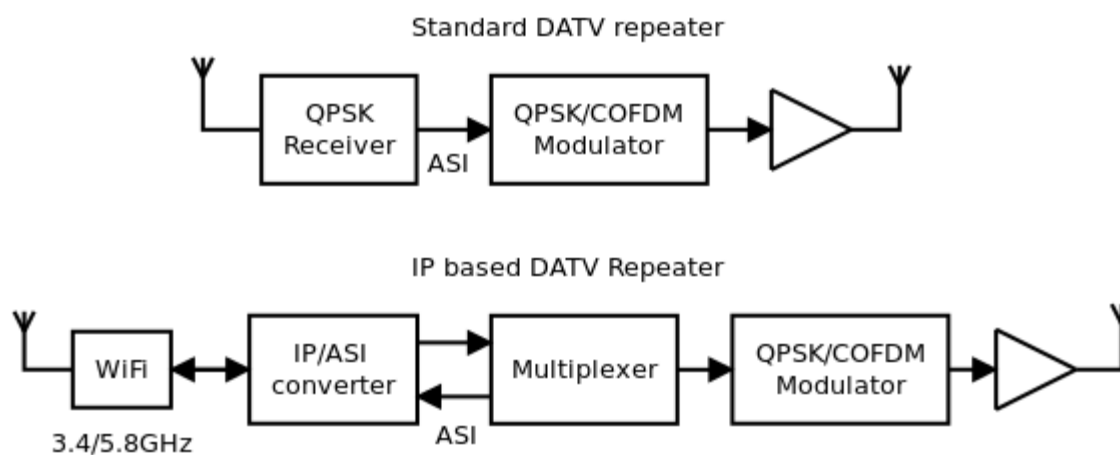 Standard DATV repeater
QPSK
Receiver
ASI
QPSK/COFDM
Modulator
IP based DATV Repeater
WiFi
3.4/5.8GHz
IP/ASI
converter
ASI
Multiplexer
QPSK/COFDM
Modulator